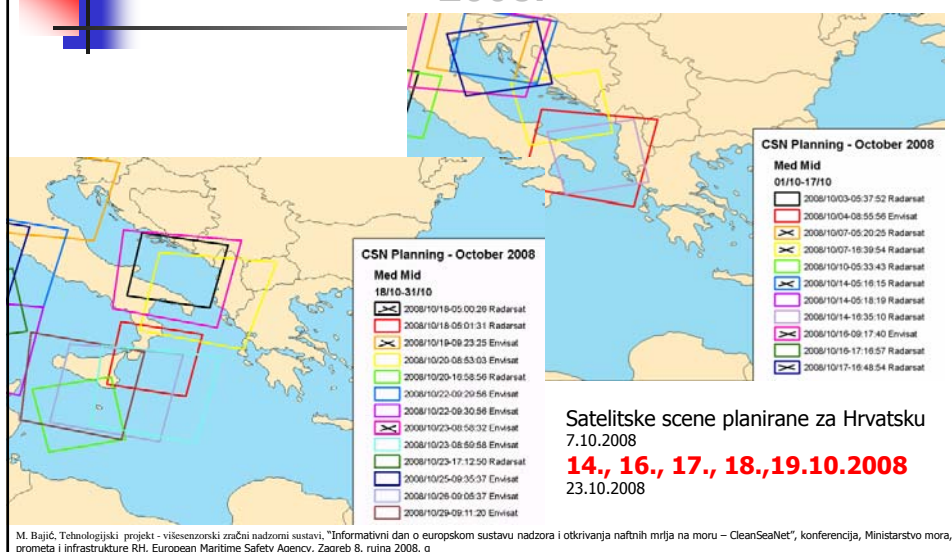 CSN Planning - October 2008
Med Mid
01/10-17/10
2008/10/03-05:37:52 Radarsat
2008/10/04-08:55:56 Envisat
2008/10/07-05:20:25 Radarsat
2008/10/07-16:39:54 Radarsat
2008/10/10-05:33:43 Radarsat
2008/10/14-05:16:15 Radarsat
2008/10/14-05:18:19 Radarsat
2008/10/14-16:35:10 Radarsat
2008/10/16-09:17:40 Envisat
2008/10/16-17:16:57 Radarsat
2008/10/17-16:48:54 Radarsat
CSN Planning - October 2008
Med Mid
18/10-31/10
2008/10/18-05:00:26 Radarsat
2008/10/18-05:01:31 Radarsat
2008/10/19-09:23:25 Envisat
2008/10/20-08:53:03 Envisat
2008/10/20-16:58:56 Radarsat
2008/10/22-09:29:56 Envisat
2008/10/22-09:30:56 Envisat
2008/10/23-08:58:32 Envisat
2008/10/23-08:59:58 Envisat
2008/10/23-17:12:50 Radarsat
2008/10/25-09:35:37 Envisat
2008/10/26-09:05:37 Envisat
2008/10/29-09:11:20 Envisat
Satelitske scene planirane za Hrvatsku
7.10.2008
14., 16., 17., 18.,19.10.2008
23.10.2008
M. Bajić, Tehnologijski projekt - višesenzorski zračni nadzorni sustavi, "Informativni dan o europskom sustavu nadzora i otkrivanja naftnih mrlja na moru – CleanSeaNet", konferencija, Ministarstvo mora,
prometa i infrastrukture RH, European Maritime Safety Agency, Zagreb 8. rujna 2008. g